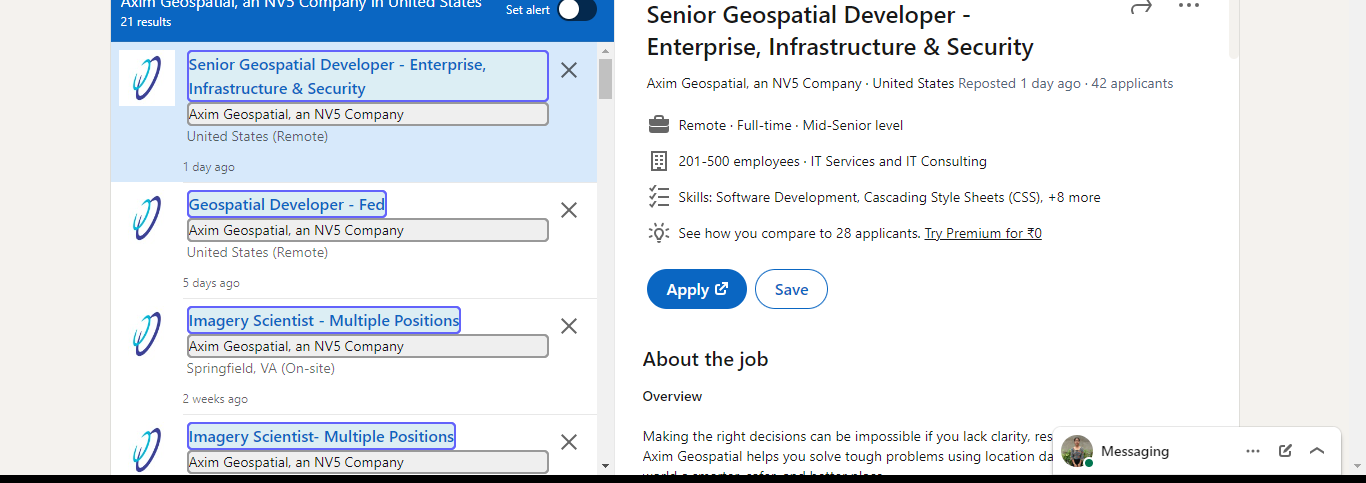 Axim Geospatial, an NV5 Company in United States
21 results
Set alert
Senior Geospatial Developer - Enterprise,
Infrastructure & Security
Axim Geospatial, an NV5 Company
United States (Remote)
1 day ago
Geospatial Developer - Fed
Axim Geospatial, an NV5 Company
United States (Remote)
5 days ago
Imagery Scientist - Multiple Positions
Axim Geospatial, an NV5 Company
Springfield, VA (On-site)
2 weeks ago
Imagery Scientist- Multiple Positions
Axim Geospatial, an NV5 Company
Senior Geospatial Developer -
Enterprise, Infrastructure & Security
Axim Geospatial, an NV5 Company · United States Reposted 1 day ago · 42 applicants
Remote · Full-time · Mid-Senior level
201-500 employees · IT Services and IT Consulting
Skills: Software Development, Cascading Style Sheets (CSS), +8 more
See how you compare to 28 applicants. Try Premium for ₹0
Apply
Save
About the job
Overview
Making the right decisions can be impossible if you lack clarity, res
Axim Geospatial helps you solve tough problems using location da
world a smarter, safer, and better place.
Messaging